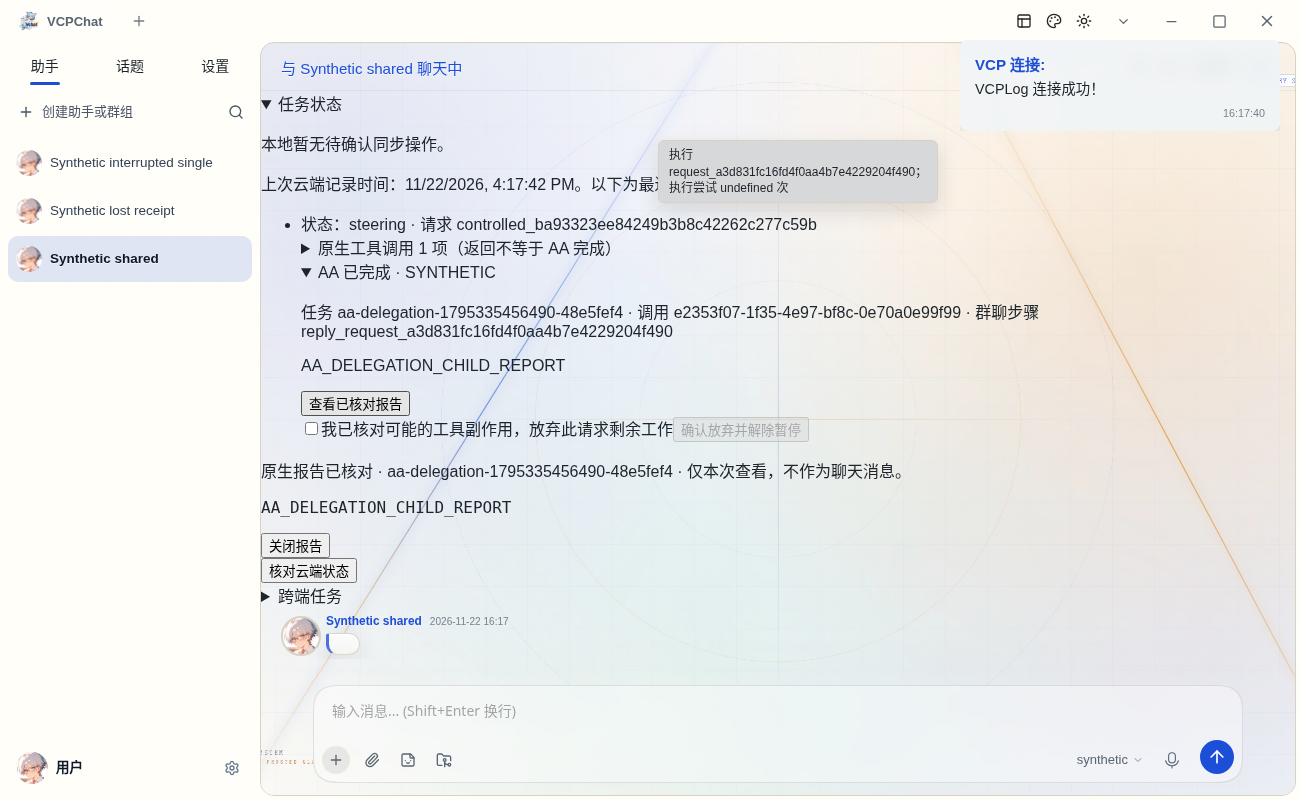 VCPChat
助手
话题
设置
创建助手或群组
Synthetic interrupted single
Synthetic lost receipt
Synthetic shared
用户
与 Synthetic shared 聊天中
VCP 连接:
VCPLog 连接成功!
16:17:40
任务状态
本地暂无待确认同步操作。
执行
request_a3d831fc16fd4f0aa4b7e4229204f490；
执行尝试 undefined 次
上次云端记录时间：11/22/2026, 4:17:42 PM。以下为最
状态：steering · 请求 controlled_ba93323ee84249b3b8c42262c277c59b
原生工具调用 1 项（返回不等于 AA 完成）
AA 已完成 · SYNTHETIC
任务 aa-delegation-1795335456490-48e5fef4 · 调用 e2353f07-1f35-4e97-bf8c-0e70a0e99f99 · 群聊步骤
reply_request_a3d831fc16fd4f0aa4b7e4229204f490
AA_DELEGATION_CHILD_REPORT
查看已核对报告
我已核对可能的工具副作用，放弃此请求剩余工作 确认放弃并解除暂停
原生报告已核对 · aa-delegation-1795335456490-48e5fef4 · 仅本次查看，不作为聊天消息。
AA_DELEGATION_CHILD_REPORT
关闭报告
核对云端状态
跨端任务
Synthetic shared 2026-11-22 16:17
输入消息... (Shift+Enter 换行)
synthetic